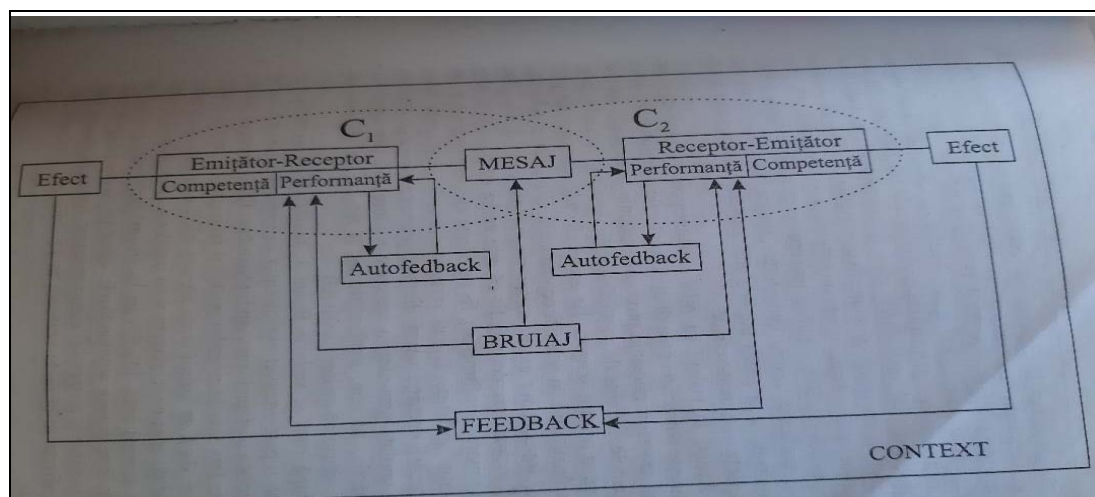 C₁
C₂
Efect
Emițător-Receptor
Competență
Performanță
MESAJ
Receptor-Emițător
Performanță
Competență
Efect
Autofedback
Autofedback
BRUIAJ
FEEDBACK
CONTEXT